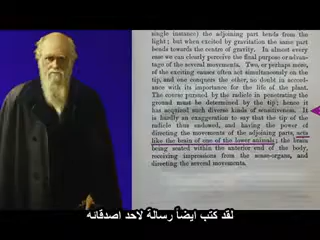 single instance) the adjoining part bends from the
light; but when excited by gravitation the same part
bends towards the centre of gravity. In almost every
case we can clearly perceive the final purpose or advan-
tage of the several movements. Two, or perhaps more,
of the exciting causes often act simultaneously on the
tip, and one conquers the other, no doubt in accord-
ance with its importance for the life of the plant.
The course pursued by the radicle in penetrating the
ground must be determined by the tip; hence it
has acquired such diverse kinds of sensitiveness. It
is hardly an exaggeration to say that the tip of the
radicle thus endowed, and having the power of
directing the movements of the adjoining parts, acts
like the brain of one of the lower animals; the brain
being seated within the anterior end of the body,
receiving impressions from the sense-organs, and
directing the several movements.
لقد كتب ايضاً رسالة لاحد اصدقائه